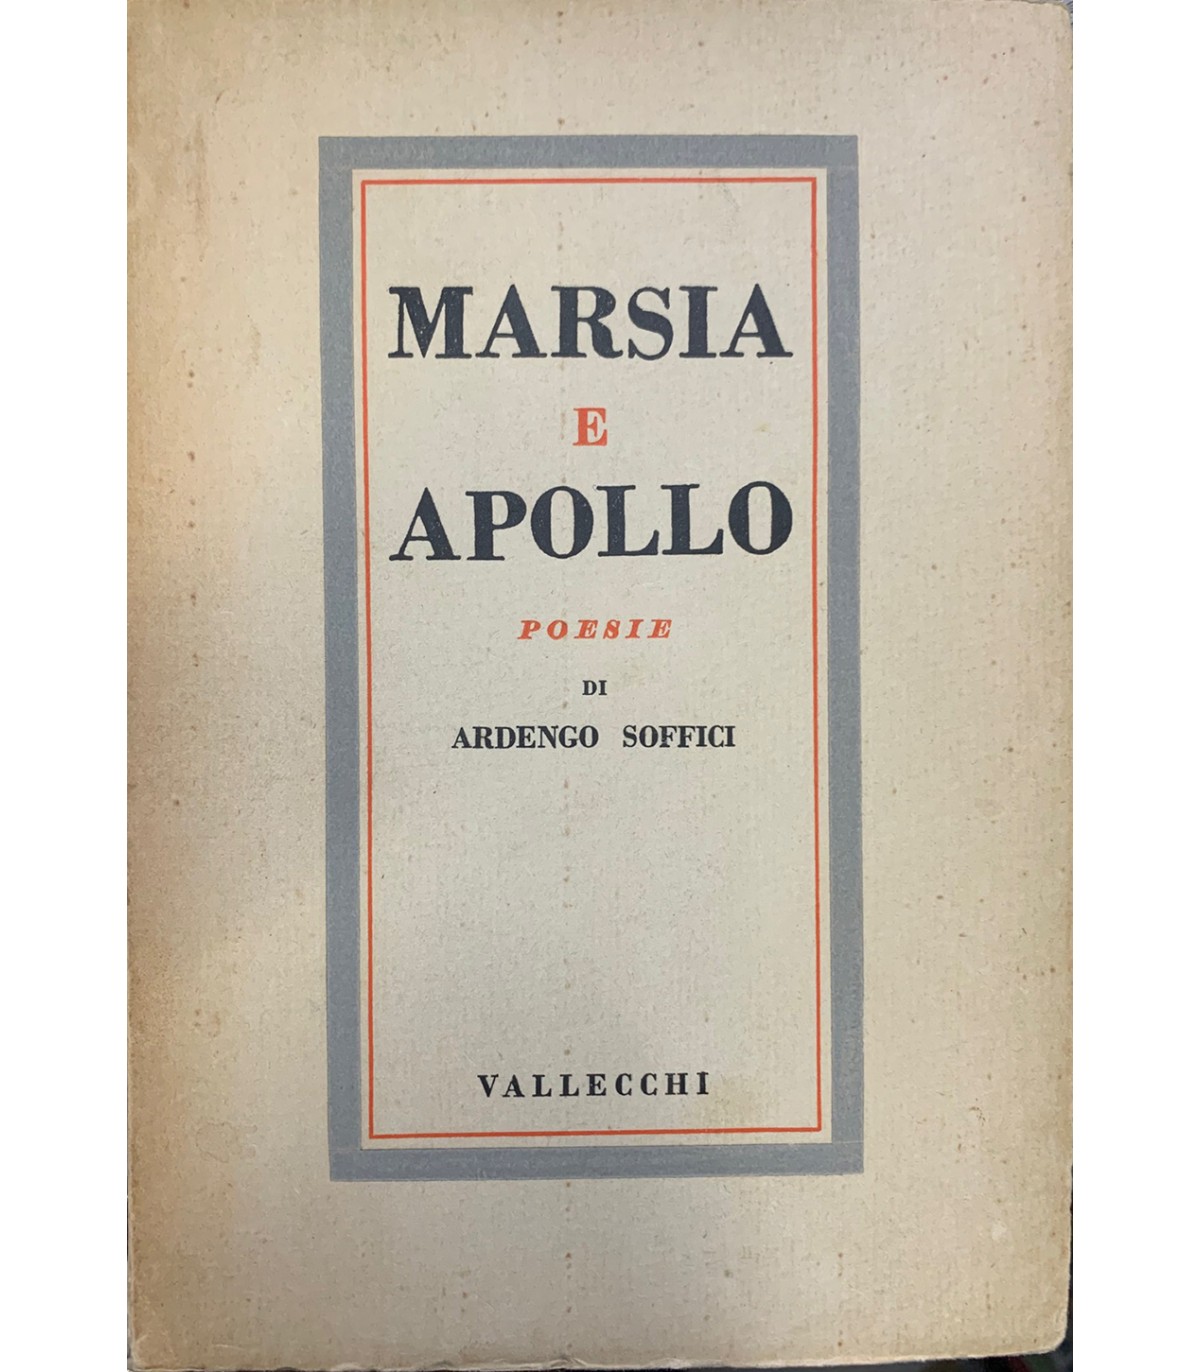 MARSIA
E
APOLLO
POESIE
DI
ARDENGO SOFFICI
VALLECCHI